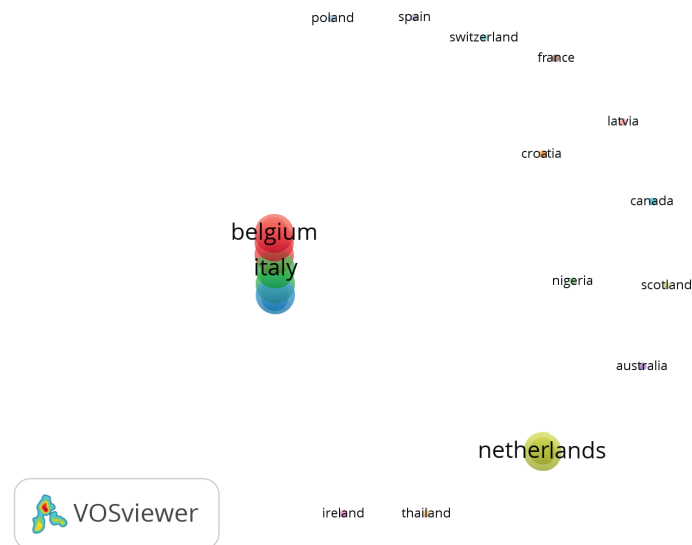 poland
spain
switzerland
france
latvia
croatia
canada
belgium
italy
nigeria
scotland
australia
netherlands
ireland
thailand
VOSviewer